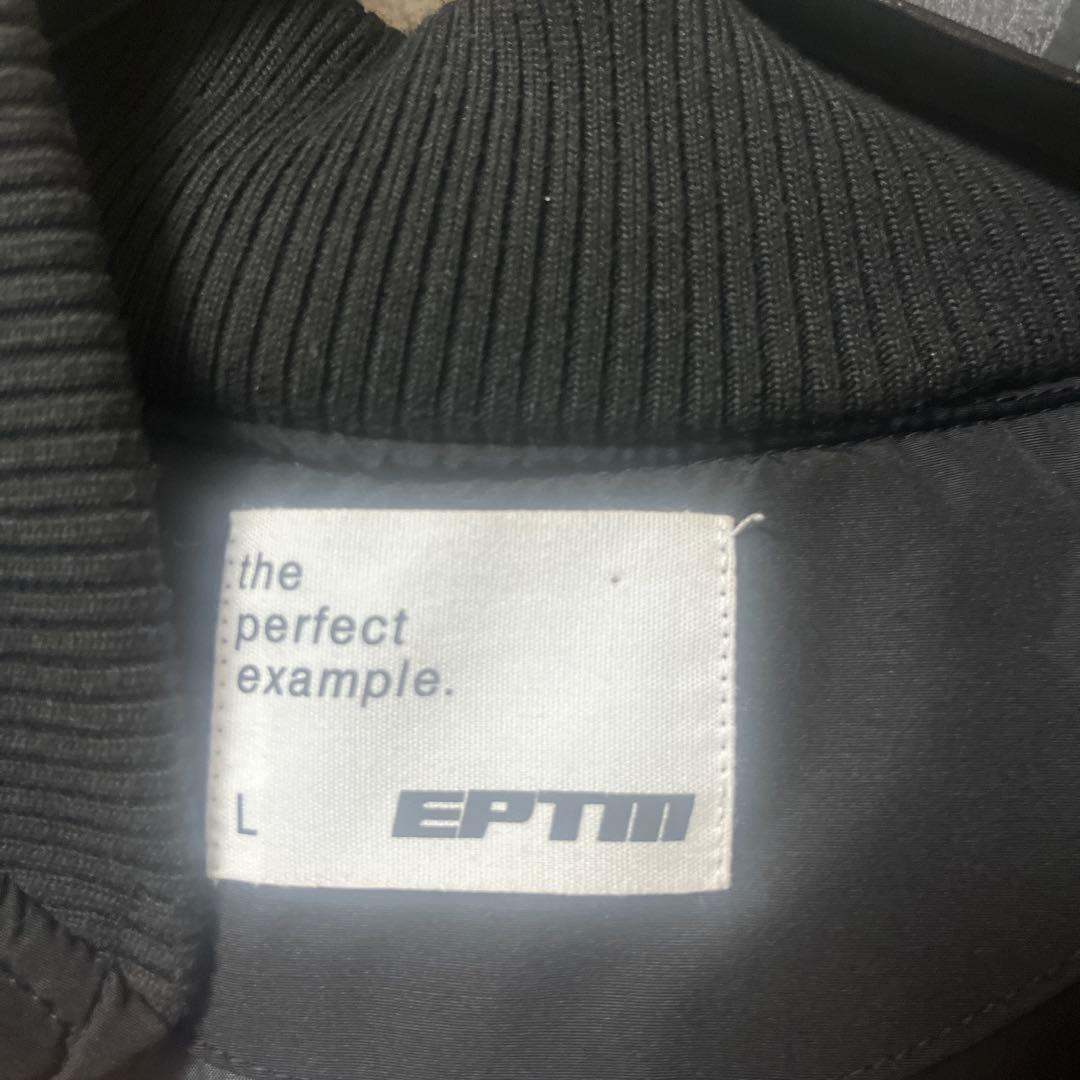 the
perfect
example.
L
EPTM